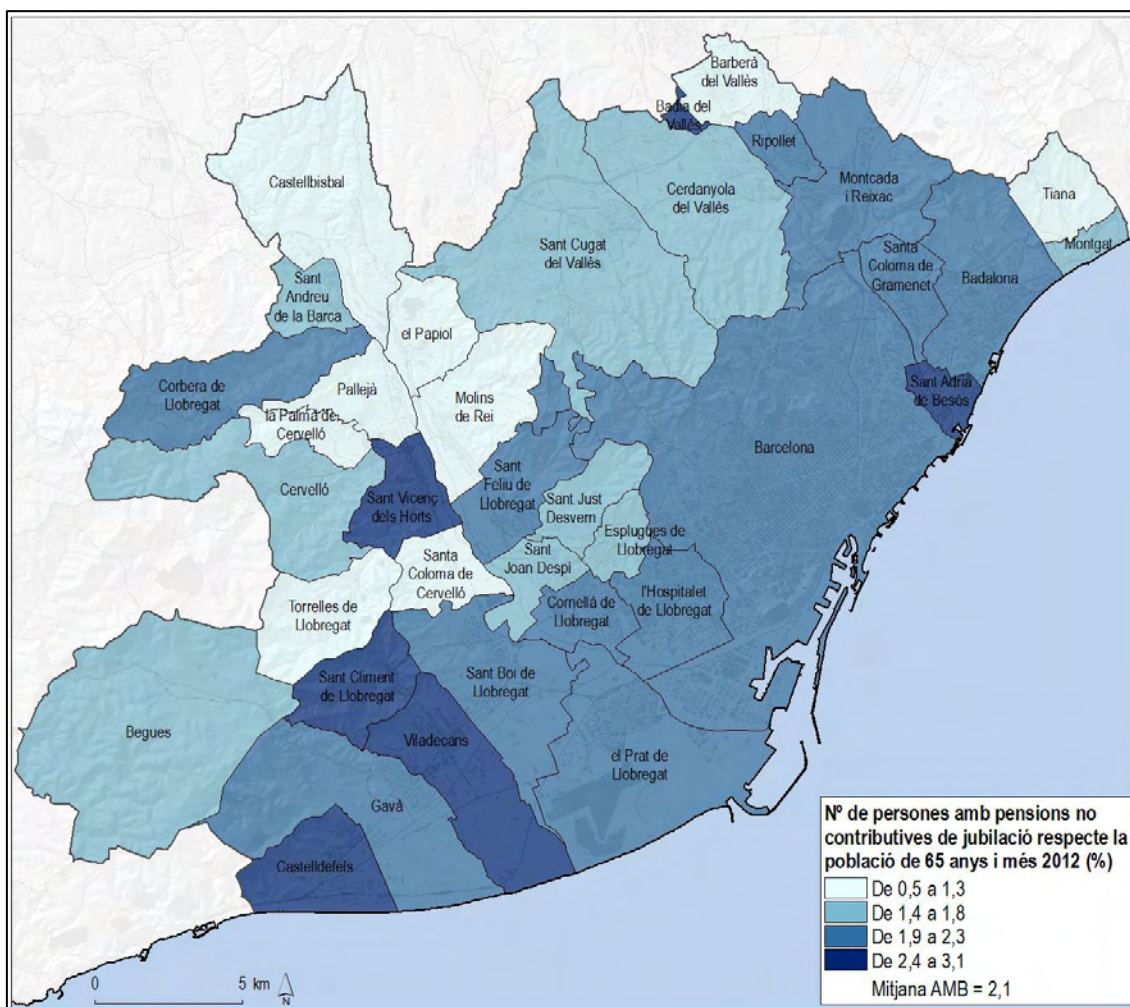 Barberà
del Vallès
Badia del
Vallès
Ripollet
Castellbisbal
Cerdanyola
del Vallès
Montcada
i Reixac
Tiana
Montgat
Sant Cugat
del Vallès
Santa
Coloma de
Gramenet
Badalona
Sant
Andreu
de la Barca
el Papiol
Corbera de
Llobregat
Pallejà
Molins
de Rei
Sant Adrià
de Besòs
la Palma de
Cervelló
Barcelona
Cervelló
Sant Vicenç
dels Horts
Sant
Feliu de
Llobregat
Sant Just
Desvern
Esplugues de
Llobregat
Santa
Coloma de
Cervelló
Sant
Joan Despi
Torrelles de
Llobregat
Cornellà de
Llobregat
l'Hospitalet
de Llobregat
Sant Climent
de Llobregat
Sant Boi de
Llobregat
Begues
Viladecans
el Prat de
Llobregat
Gavà
Castelldefels
Nº de persones amb pensions no
contributives de jubilació respecte la
població de 65 anys i més 2012 (%)
De 0,5 a 1,3
De 1,4 a 1,8
De 1,9 a 2,3
De 2,4 a 3,1
Mitjana AMB = 2,1
0 5 km
N